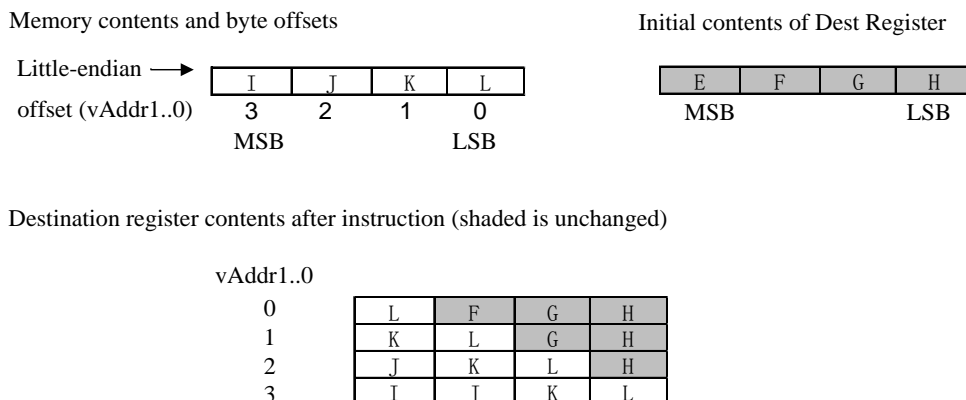 Memory contents and byte offsets
Initial contents of Dest Register
Little-endian
I J K L
E F G H
offset (vAddr1..0) 3 2 1 0
MSB LSB
MSB LSB
Destination register contents after instruction (shaded is unchanged)
vAddr1..0
0 L F G H
1 K L G H
2 J K L H
3 I J K L